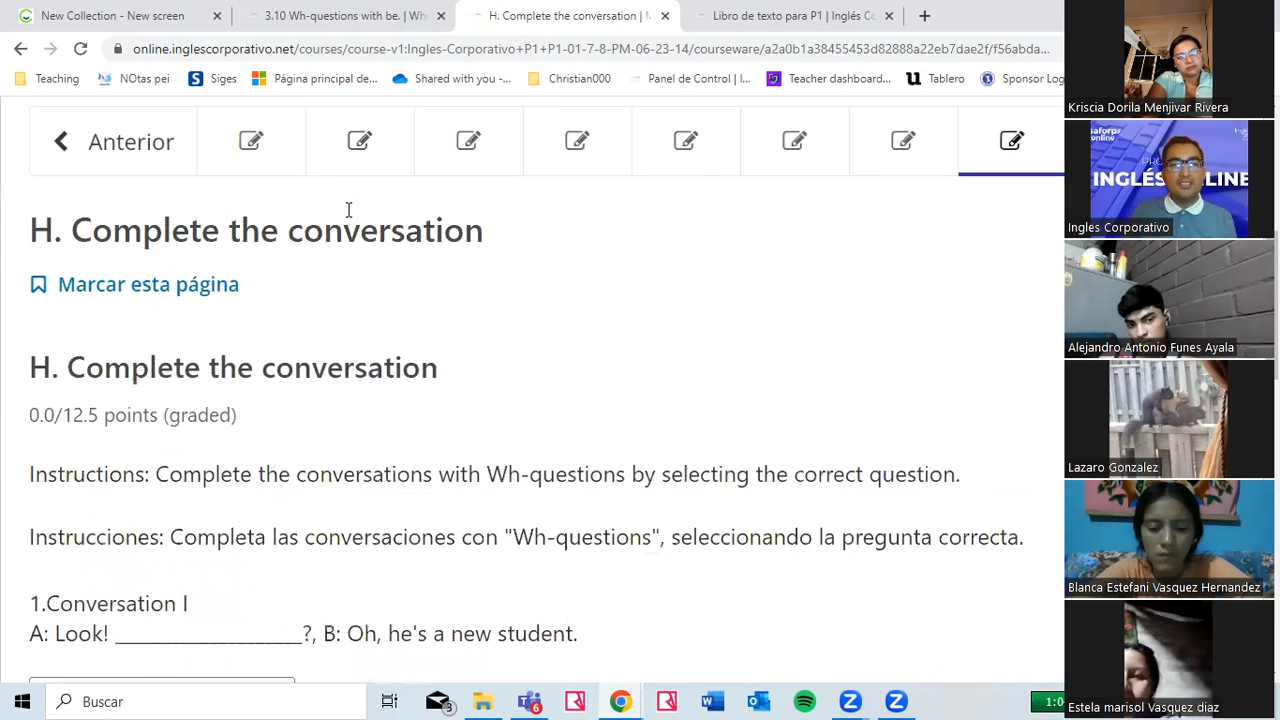 New Collection - New screen
3.10 Wh-questions with be. | Whe
H. Complete the conversation | M
Libro de texto para P1 | Inglés Co
online.inglescorporativo.net/courses/course-v1:Ingles-Corporativo+P1+P1-01-7-8-PM-06-23-14/courseware/a2a0b1a38455453d82888a22eb7dae2f/f56abda...
Teaching
NOtas pei
Siges
Página principal de...
Shared with you -...
Christian000
Panel de Control | I...
Teacher dashboard...
Tablero
Sponsor Log
Anterior
H. Complete the conversation
Marcar esta página
H. Complete the conversation
0.0/12.5 points (graded)
Instructions: Complete the conversations with Wh-questions by selecting the correct question.
Instrucciones: Completa las conversaciones con "Wh-questions", seleccionando la pregunta correcta.
1.Conversation I
A: Look! ___________________?, B: Oh, he's a new student.
Buscar
3
6
Kriscia Dorila Menjivar Rivera
INGLÉS
LINE
Ingles Corporativo
Alejandro Antonio Funes Ayala
Lazaro Gonzalez
Blanca Estefani Vasquez Hernandez
Estela marisol Vasquez diaz